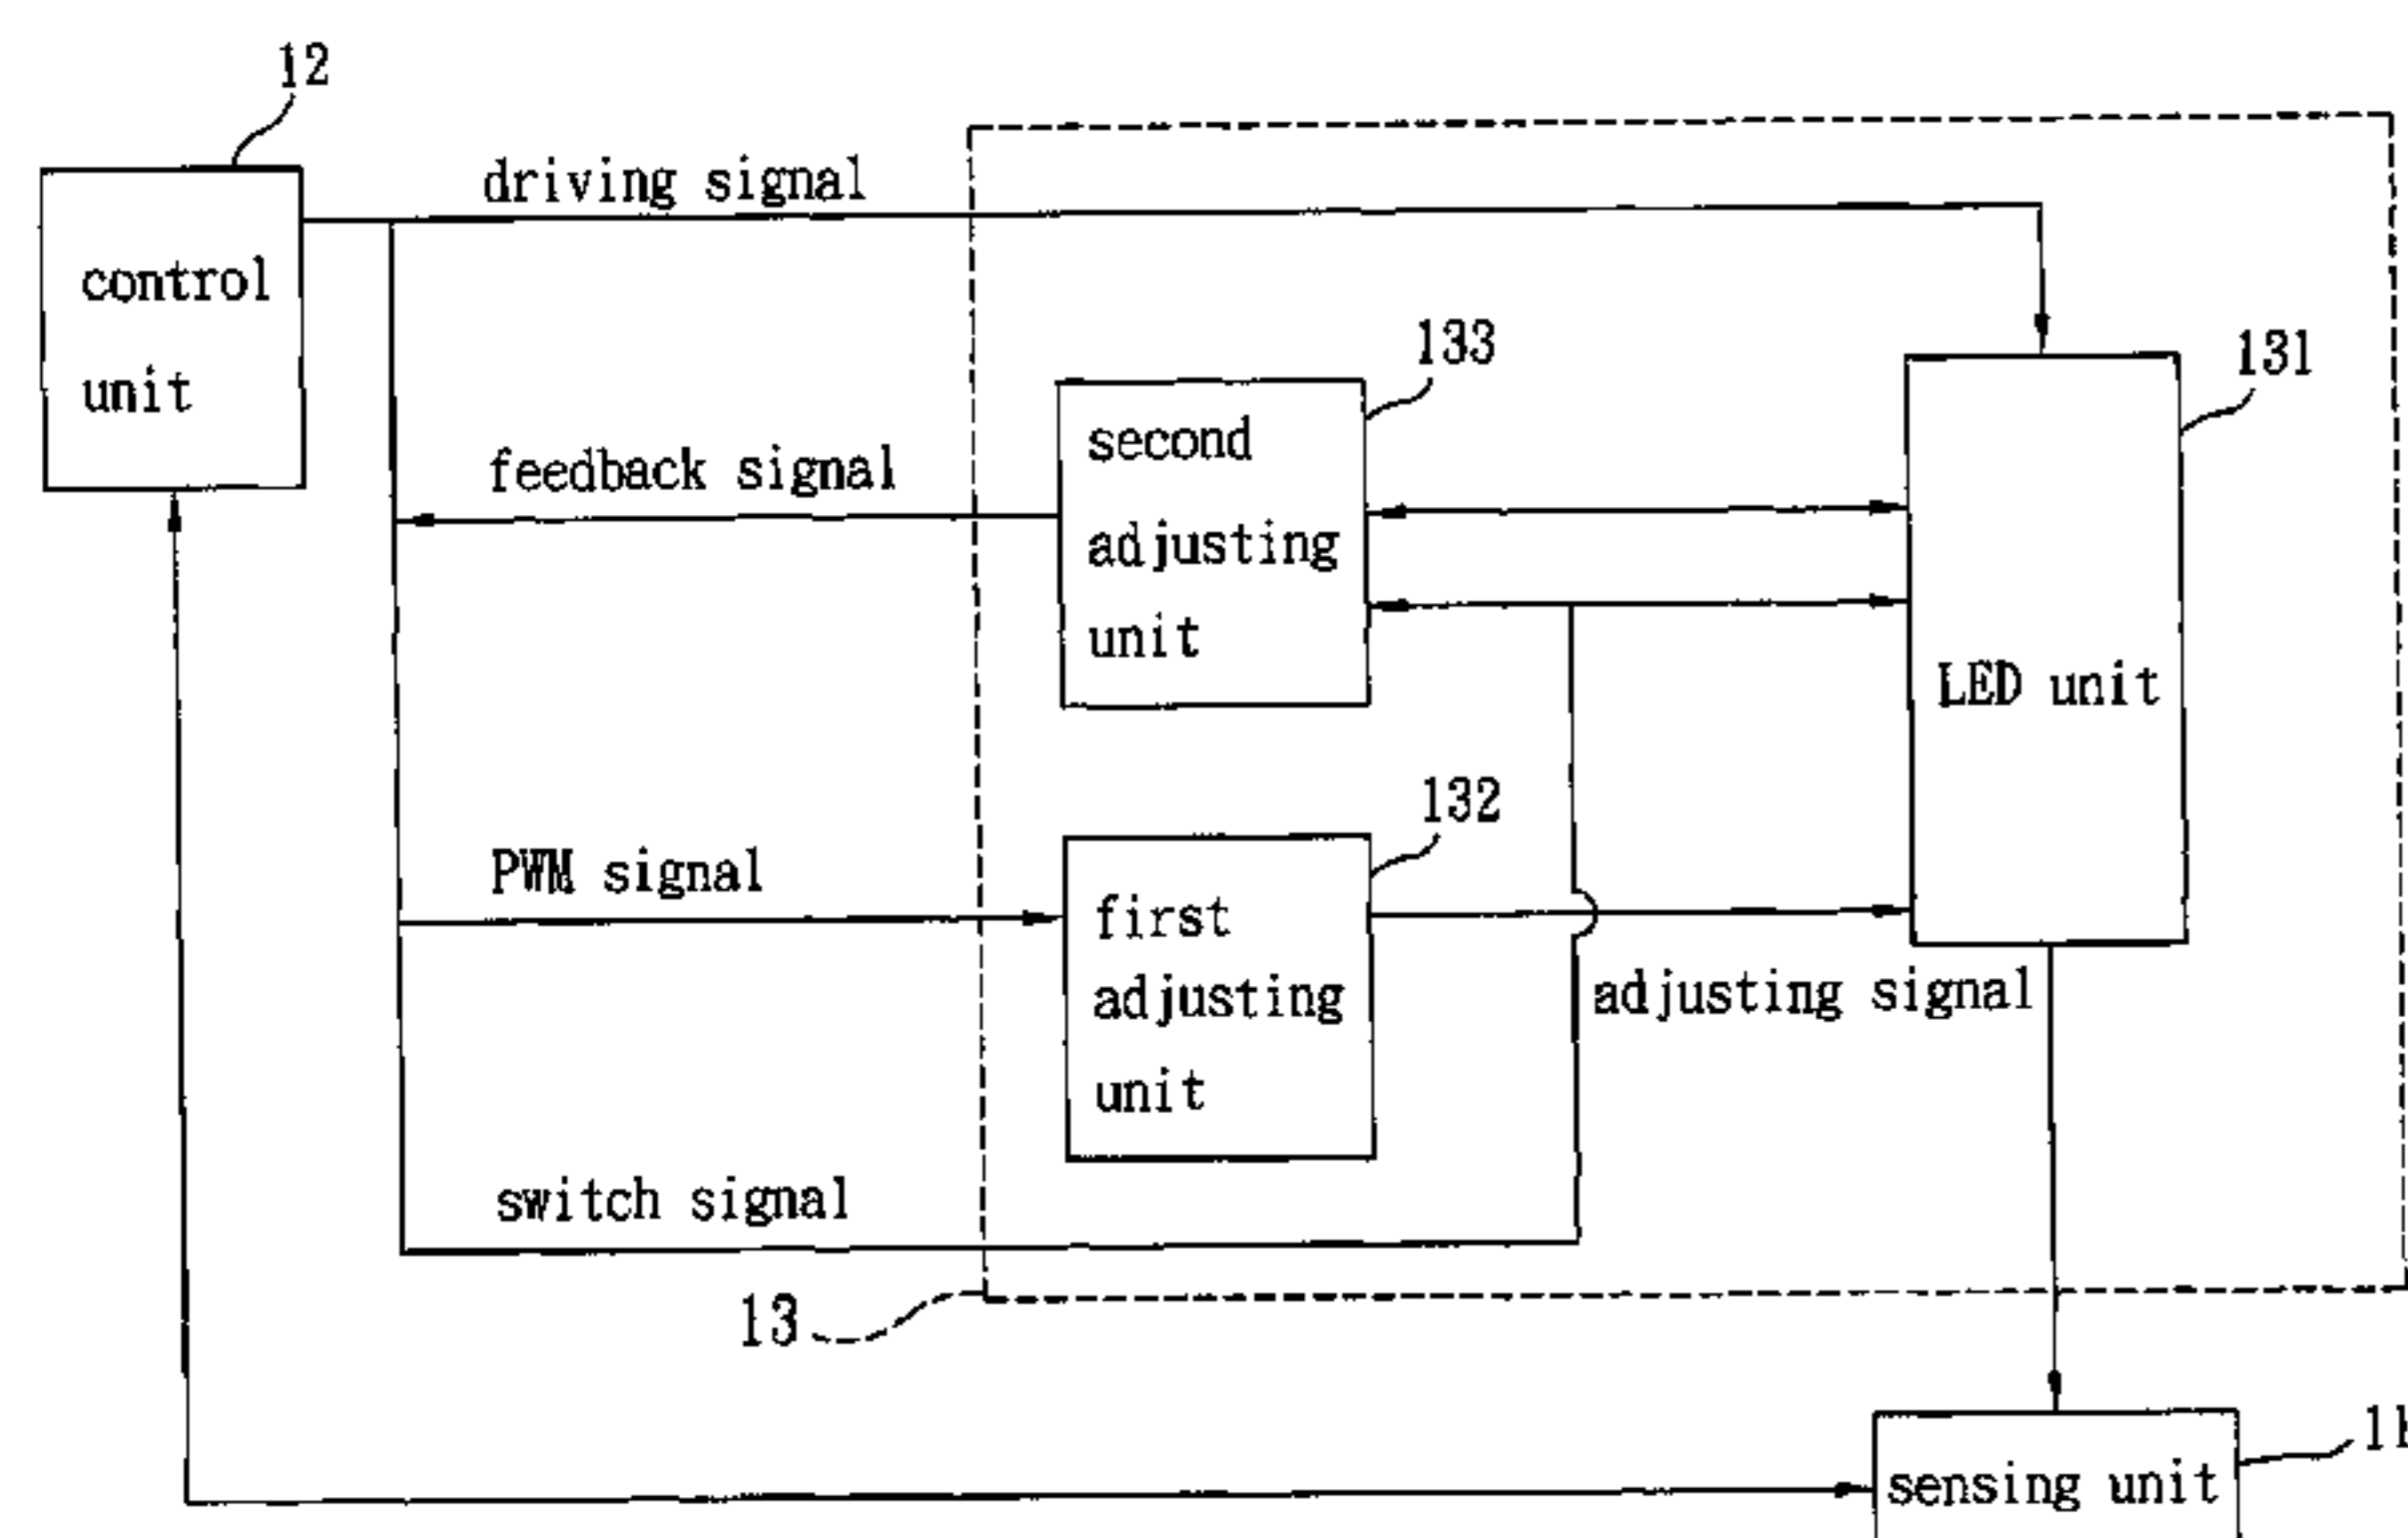 12
control
unit
driving signal
133
131
second
adjusting
unit
feedback signal
LED unit
132
PWM signal
first
adjusting
unit
adjusting signal
switch signal
13
sensing unit